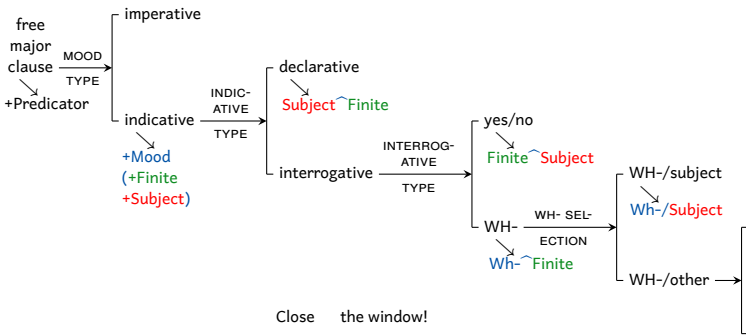 free
major
clause
+Predicator
MOOD
TYPE
imperative
indicative
+Mood
(+Finite
+Subject)
INDIC-
ATIVE
TYPE
declarative
Subject^Finite
interrogative
INTERROG-
ATIVE
TYPE
yes/no
Finite^Subject
WH-
Wh-^Finite
WH- SEL-
ECTION
WH-/subject
Wh-/Subject
WH-/other
Close the window!